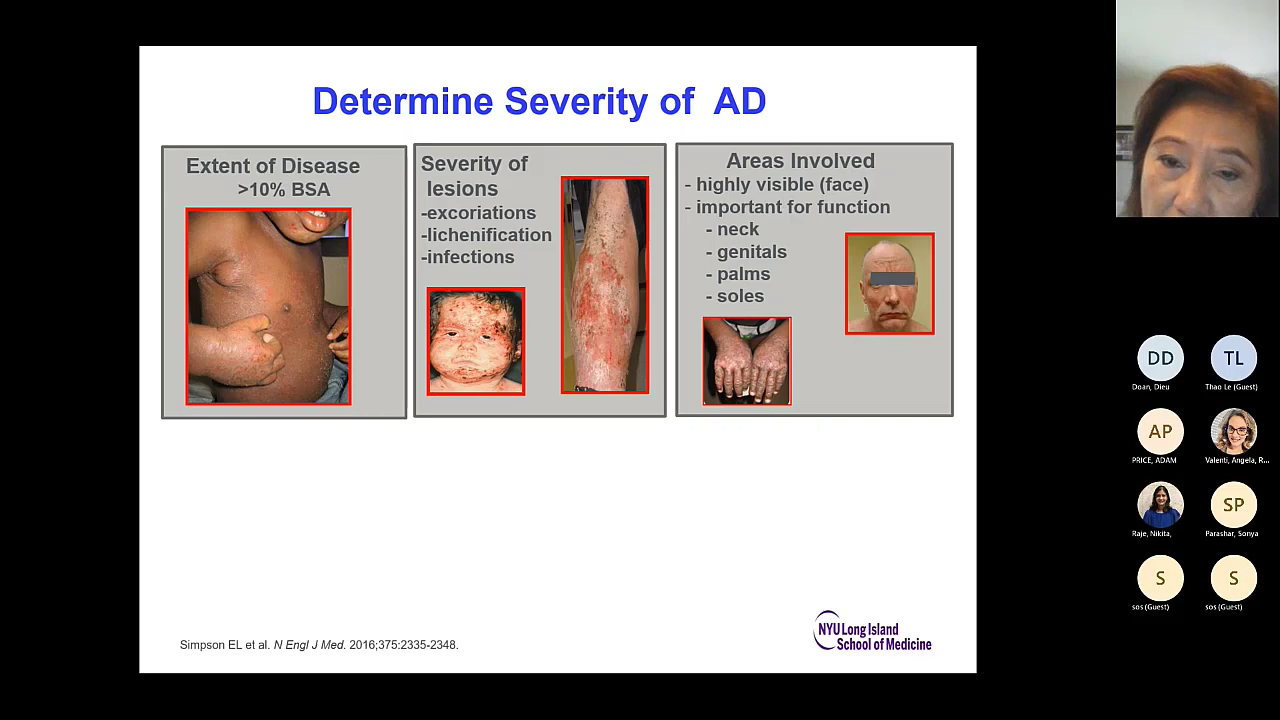 Determine Severity of AD
Extent of Disease
>10% BSA
Severity of
lesions
-excoriations
-lichenification
-infections
Areas Involved
- highly visible (face)
- important for function
- neck
- genitals
- palms
- soles
Simpson EL et al. N Engl J Med. 2016;375:2335-2348.
NYU Long Island
School of Medicine
DD
Doan, Dieu
TL
Thao Le (Guest)
AP
PRICE, ADAM
Valenti, Angela, R...
Raje, Nikita,
SP
Parashar, Sonya
S
sos (Guest)
S
sos (Guest)